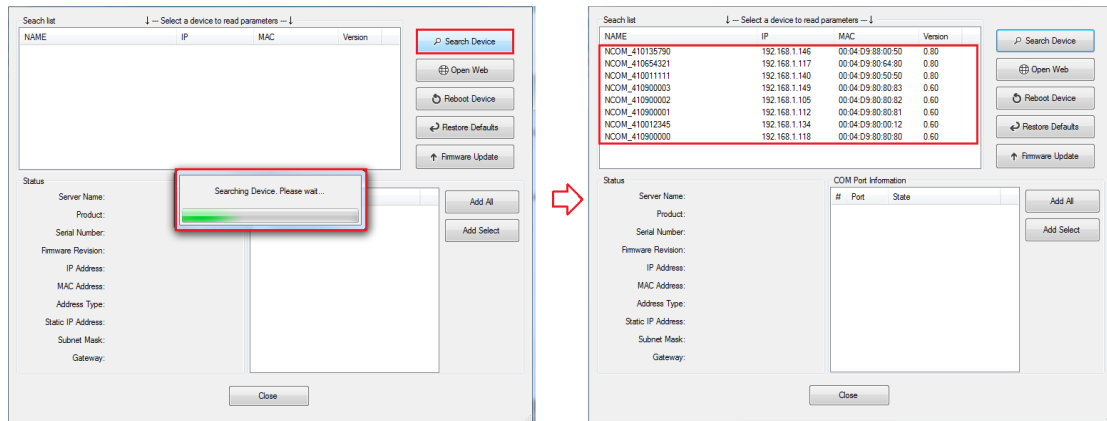 Seach list
↓ --- Select a device to read parameters --- ↓
NAME IP MAC Version
Search Device
Open Web
Reboot Device
Restore Defaults
Firmware Update
Searching Device. Please wait...
Status
Server Name:
Product:
Serial Number:
Firmware Revision:
IP Address:
MAC Address:
Address Type:
Static IP Address:
Subnet Mask:
Gateway:
Add All
Add Select
Close
Seach list
↓ --- Select a device to read parameters --- ↓
NAME IP MAC Version
NCOM_410135790 192.168.1.146 00:04:D9:88:00:50 0.80
NCOM_410654321 192.168.1.117 00:04:D9:80:64:80 0.80
NCOM_410011111 192.168.1.140 00:04:D9:80:50:50 0.80
NCOM_410900003 192.168.1.149 00:04:D9:80:80:83 0.60
NCOM_410900002 192.168.1.105 00:04:D9:80:80:82 0.60
NCOM_410900001 192.168.1.112 00:04:D9:80:80:81 0.60
NCOM_410012345 192.168.1.134 00:04:D9:80:00:12 0.60
NCOM_410900000 192.168.1.118 00:04:D9:80:80:80 0.60
Search Device
Open Web
Reboot Device
Restore Defaults
Firmware Update
Status
Server Name:
Product:
Serial Number:
Firmware Revision:
IP Address:
MAC Address:
Address Type:
Static IP Address:
Subnet Mask:
Gateway:
COM Port Information
# Port State
Add All
Add Select
Close